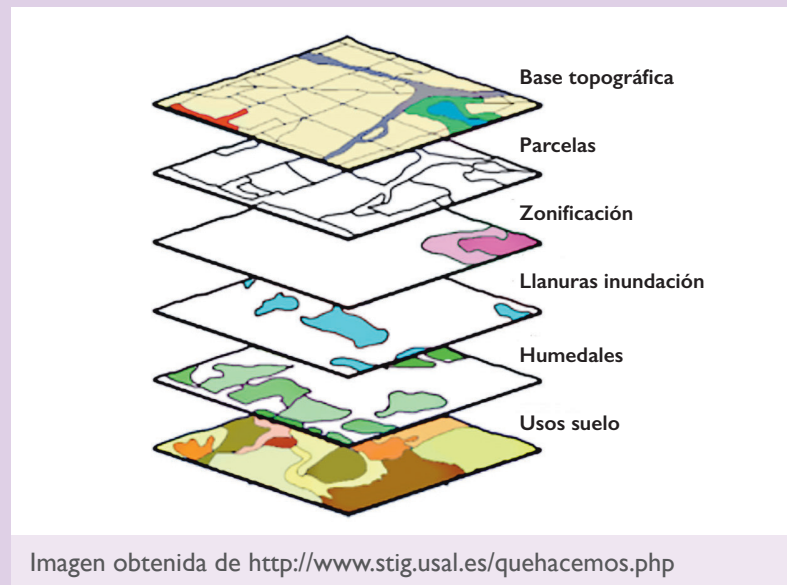 Base topográfica
Parcelas
Zonificación
Llanuras inundación
Humedales
Usos suelo
Imagen obtenida de http://www.stig.usal.es/quehacemos.php